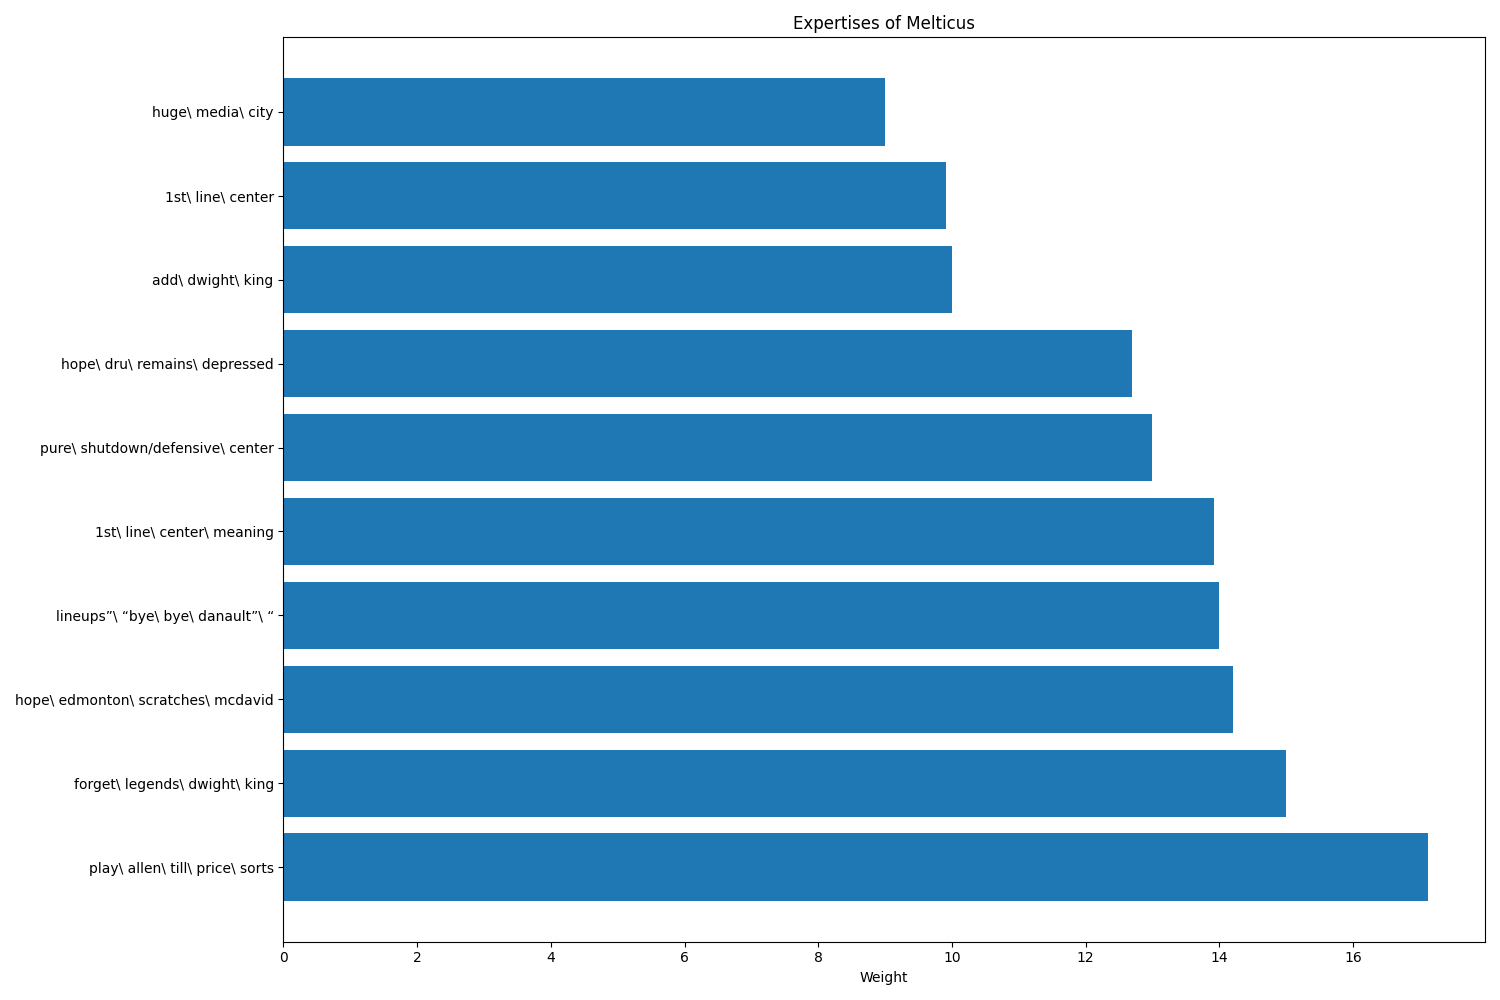 Expertises of Melticus
huge\ media\ city
1st\ line\ center
add\ dwight\ king
hope\ dru\ remains\ depressed
pure\ shutdown/defensive\ center
1st\ line\ center\ meaning
lineups”\ “bye\ bye\ danault”\ “
hope\ edmonton\ scratches\ mcdavid
forget\ legends\ dwight\ king
play\ allen\ till\ price\ sorts
0 2 4 6 8 10 12 14 16
Weight